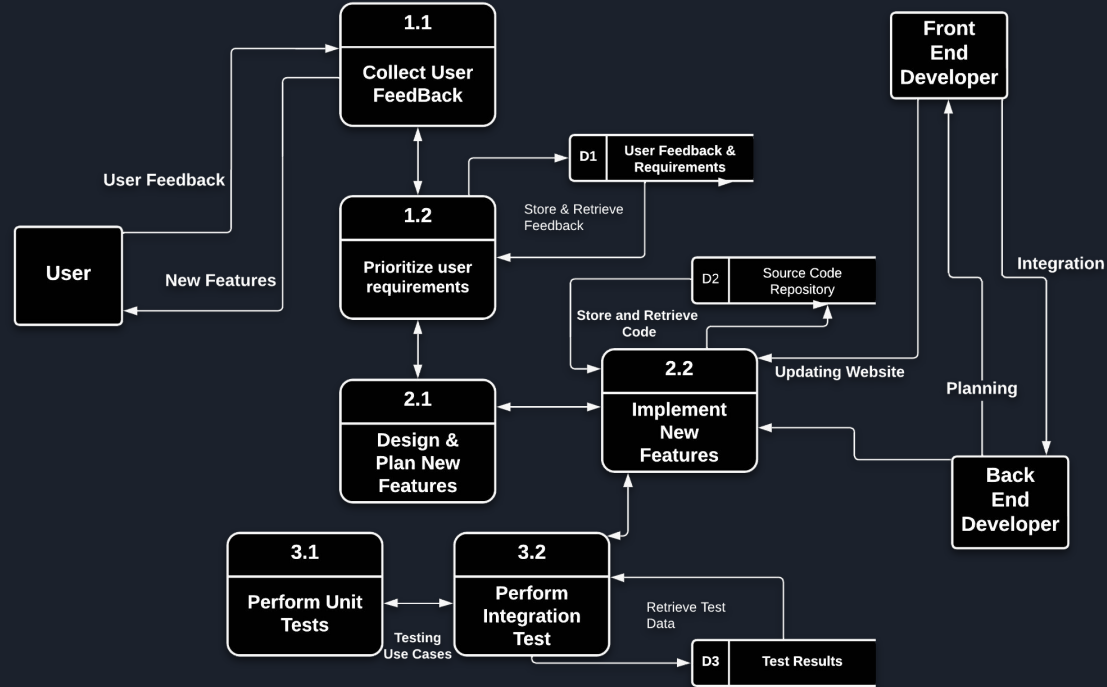 1.1
Collect User
FeedBack
Front
End
Developer
D1
User Feedback &
Requirements
User Feedback
1.2
Prioritize user
requirements
Store & Retrieve
Feedback
User
New Features
D2
Source Code
Repository
Integration
Store and Retrieve
Code
2.2
Implement
New
Features
Updating Website
Planning
2.1
Design &
Plan New
Features
Back
End
Developer
3.1
Perform Unit
Tests
3.2
Perform
Integration
Test
Testing
Use Cases
Retrieve Test
Data
D3
Test Results